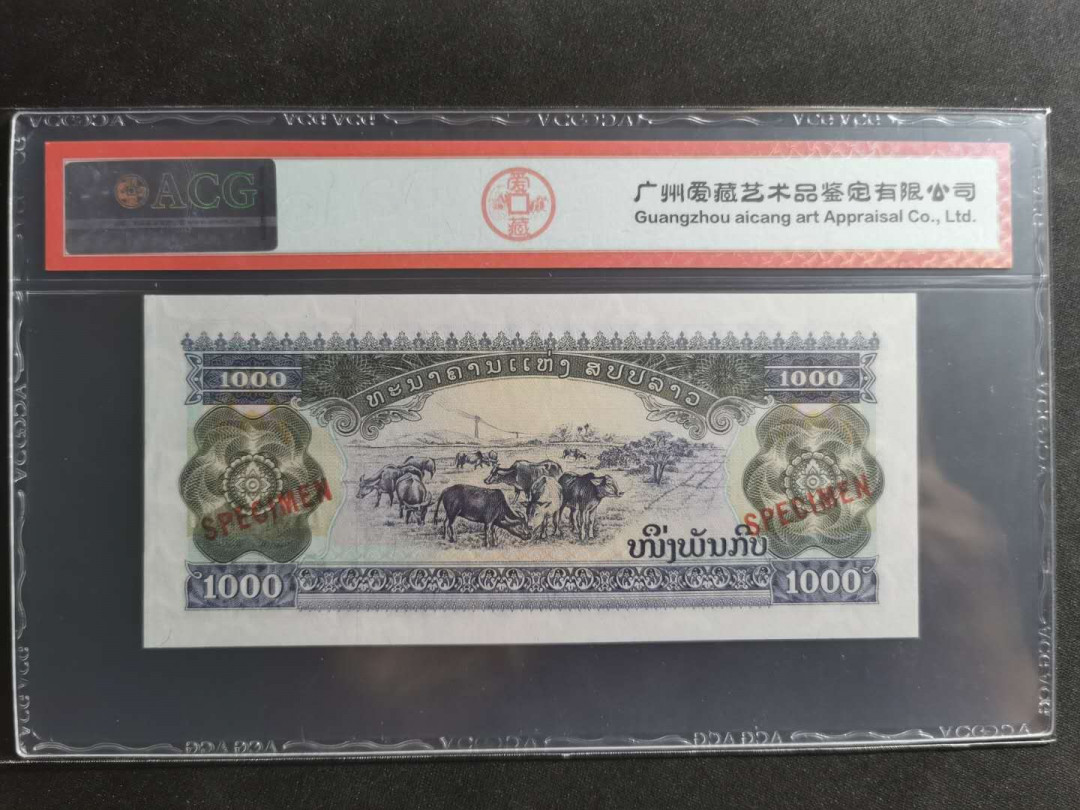 ACG
爱藏
广州爱藏艺术品鉴定有限公司
Guangzhou aicang art Appraisal Co., Ltd.
ທະນາຄານແຫ່ງ ສປປລາວ
1000
1000
SPECIMEN
SPECIMEN
ໜຶ່ງພັນກີບ
1000
1000